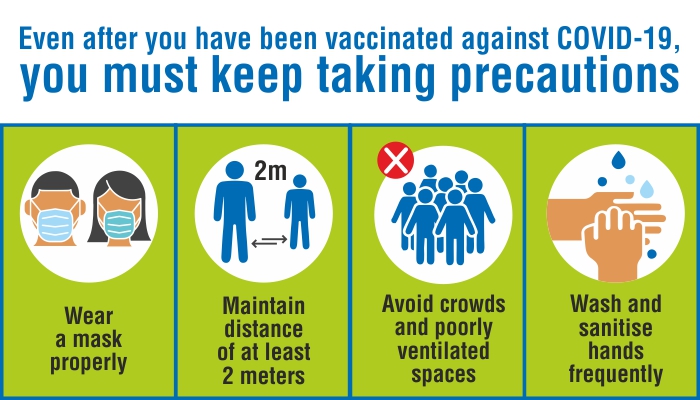 Even after you have been vaccinated against COVID-19,
you must keep taking precautions
2m
Wear
a mask
properly
Maintain
distance
of at least
2 meters
Avoid crowds
and poorly
ventilated
spaces
Wash and
sanitise
hands
frequently